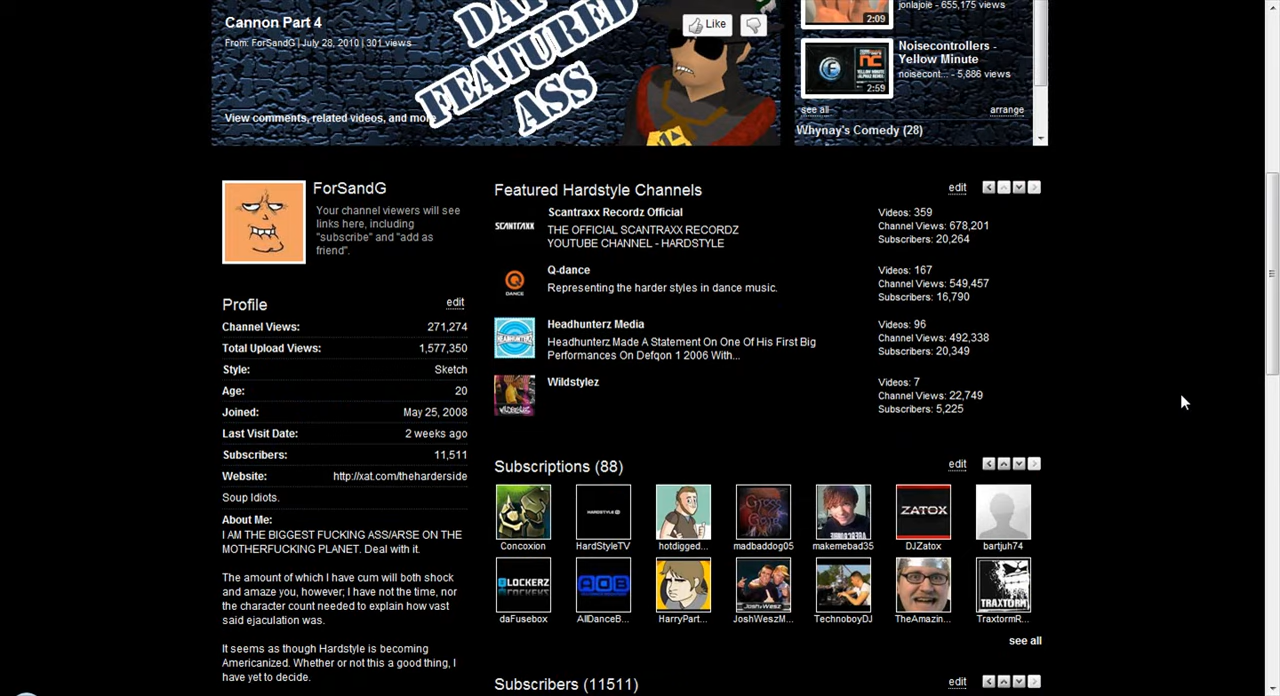 Cannon Part 4
From: ForSandG | July 28, 2010 | 301 views
FEATURED
ASS
Like
View comments, related videos, and more
2:09
jonlajoie - 655,175 views
Noisecontrollers -
Yellow Minute
noisecont... - 5,886 views
2:59
see all
arrange
Whynay's Comedy (28)
ForSandG
Your channel viewers will see
links here, including
"subscribe" and "add as
friend".
Profile
edit
Channel Views: 271,274
Total Upload Views: 1,577,350
Style: Sketch
Age: 20
Joined: May 25, 2008
Last Visit Date: 2 weeks ago
Subscribers: 11,511
Website: http://xat.com/theharderside
Soup Idiots.
About Me:
I AM THE BIGGEST FUCKING ASS/ARSE ON THE
MOTHERFUCKING PLANET. Deal with it.
The amount of which I have cum will both shock
and amaze you, however; I have not the time, nor
the character count needed to explain how vast
said ejaculation was.
It seems as though Hardstyle is becoming
Americanized. Whether or not this a good thing, I
have yet to decide.
Featured Hardstyle Channels
edit
SCANTRAXX
Scantraxx Recordz Official
THE OFFICIAL SCANTRAXX RECORDZ
YOUTUBE CHANNEL - HARDSTYLE
Videos: 359
Channel Views: 678,201
Subscribers: 20,264
Q DANCE
Q-dance
Representing the harder styles in dance music.
Videos: 167
Channel Views: 549,457
Subscribers: 16,790
HEADHUNTERZ
Headhunterz Media
Headhunterz Made A Statement On One Of His First Big
Performances On Defqon 1 2006 With...
Videos: 96
Channel Views: 492,338
Subscribers: 20,349
Wildstylez
Videos: 7
Channel Views: 22,749
Subscribers: 5,225
Subscriptions (88)
edit
HARDSTYLE
ZATOX
Concoxion
HardStyleTV
hotdigged...
madbaddog05
makemebad35
DJZatox
bartjuh74
LOCKERZ
AOB
TRAXTORM
daFusebox
AllDanceB...
HarryPart...
JoshWeszM...
TechnoboyDJ
TheAmazin...
TraxtormR...
see all
Subscribers (11511)
edit